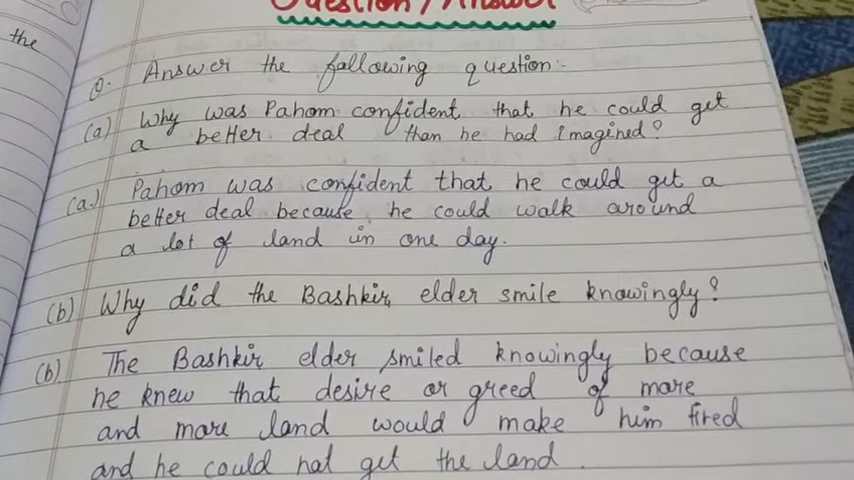 Question / Answer
the
Q. Answer the following question:-
(a) Why was Pahom confident that he could get
a better deal than he had imagined?
(a.) Pahom was confident that he could get a
better deal because, he could walk around
a lot of land in one day.
(b) Why did the Bashkir elder smile knowingly?
(b) The Bashkir elder smiled knowingly because
he knew that desire or greed of more
and more land would make him tired
and he could not get the land.